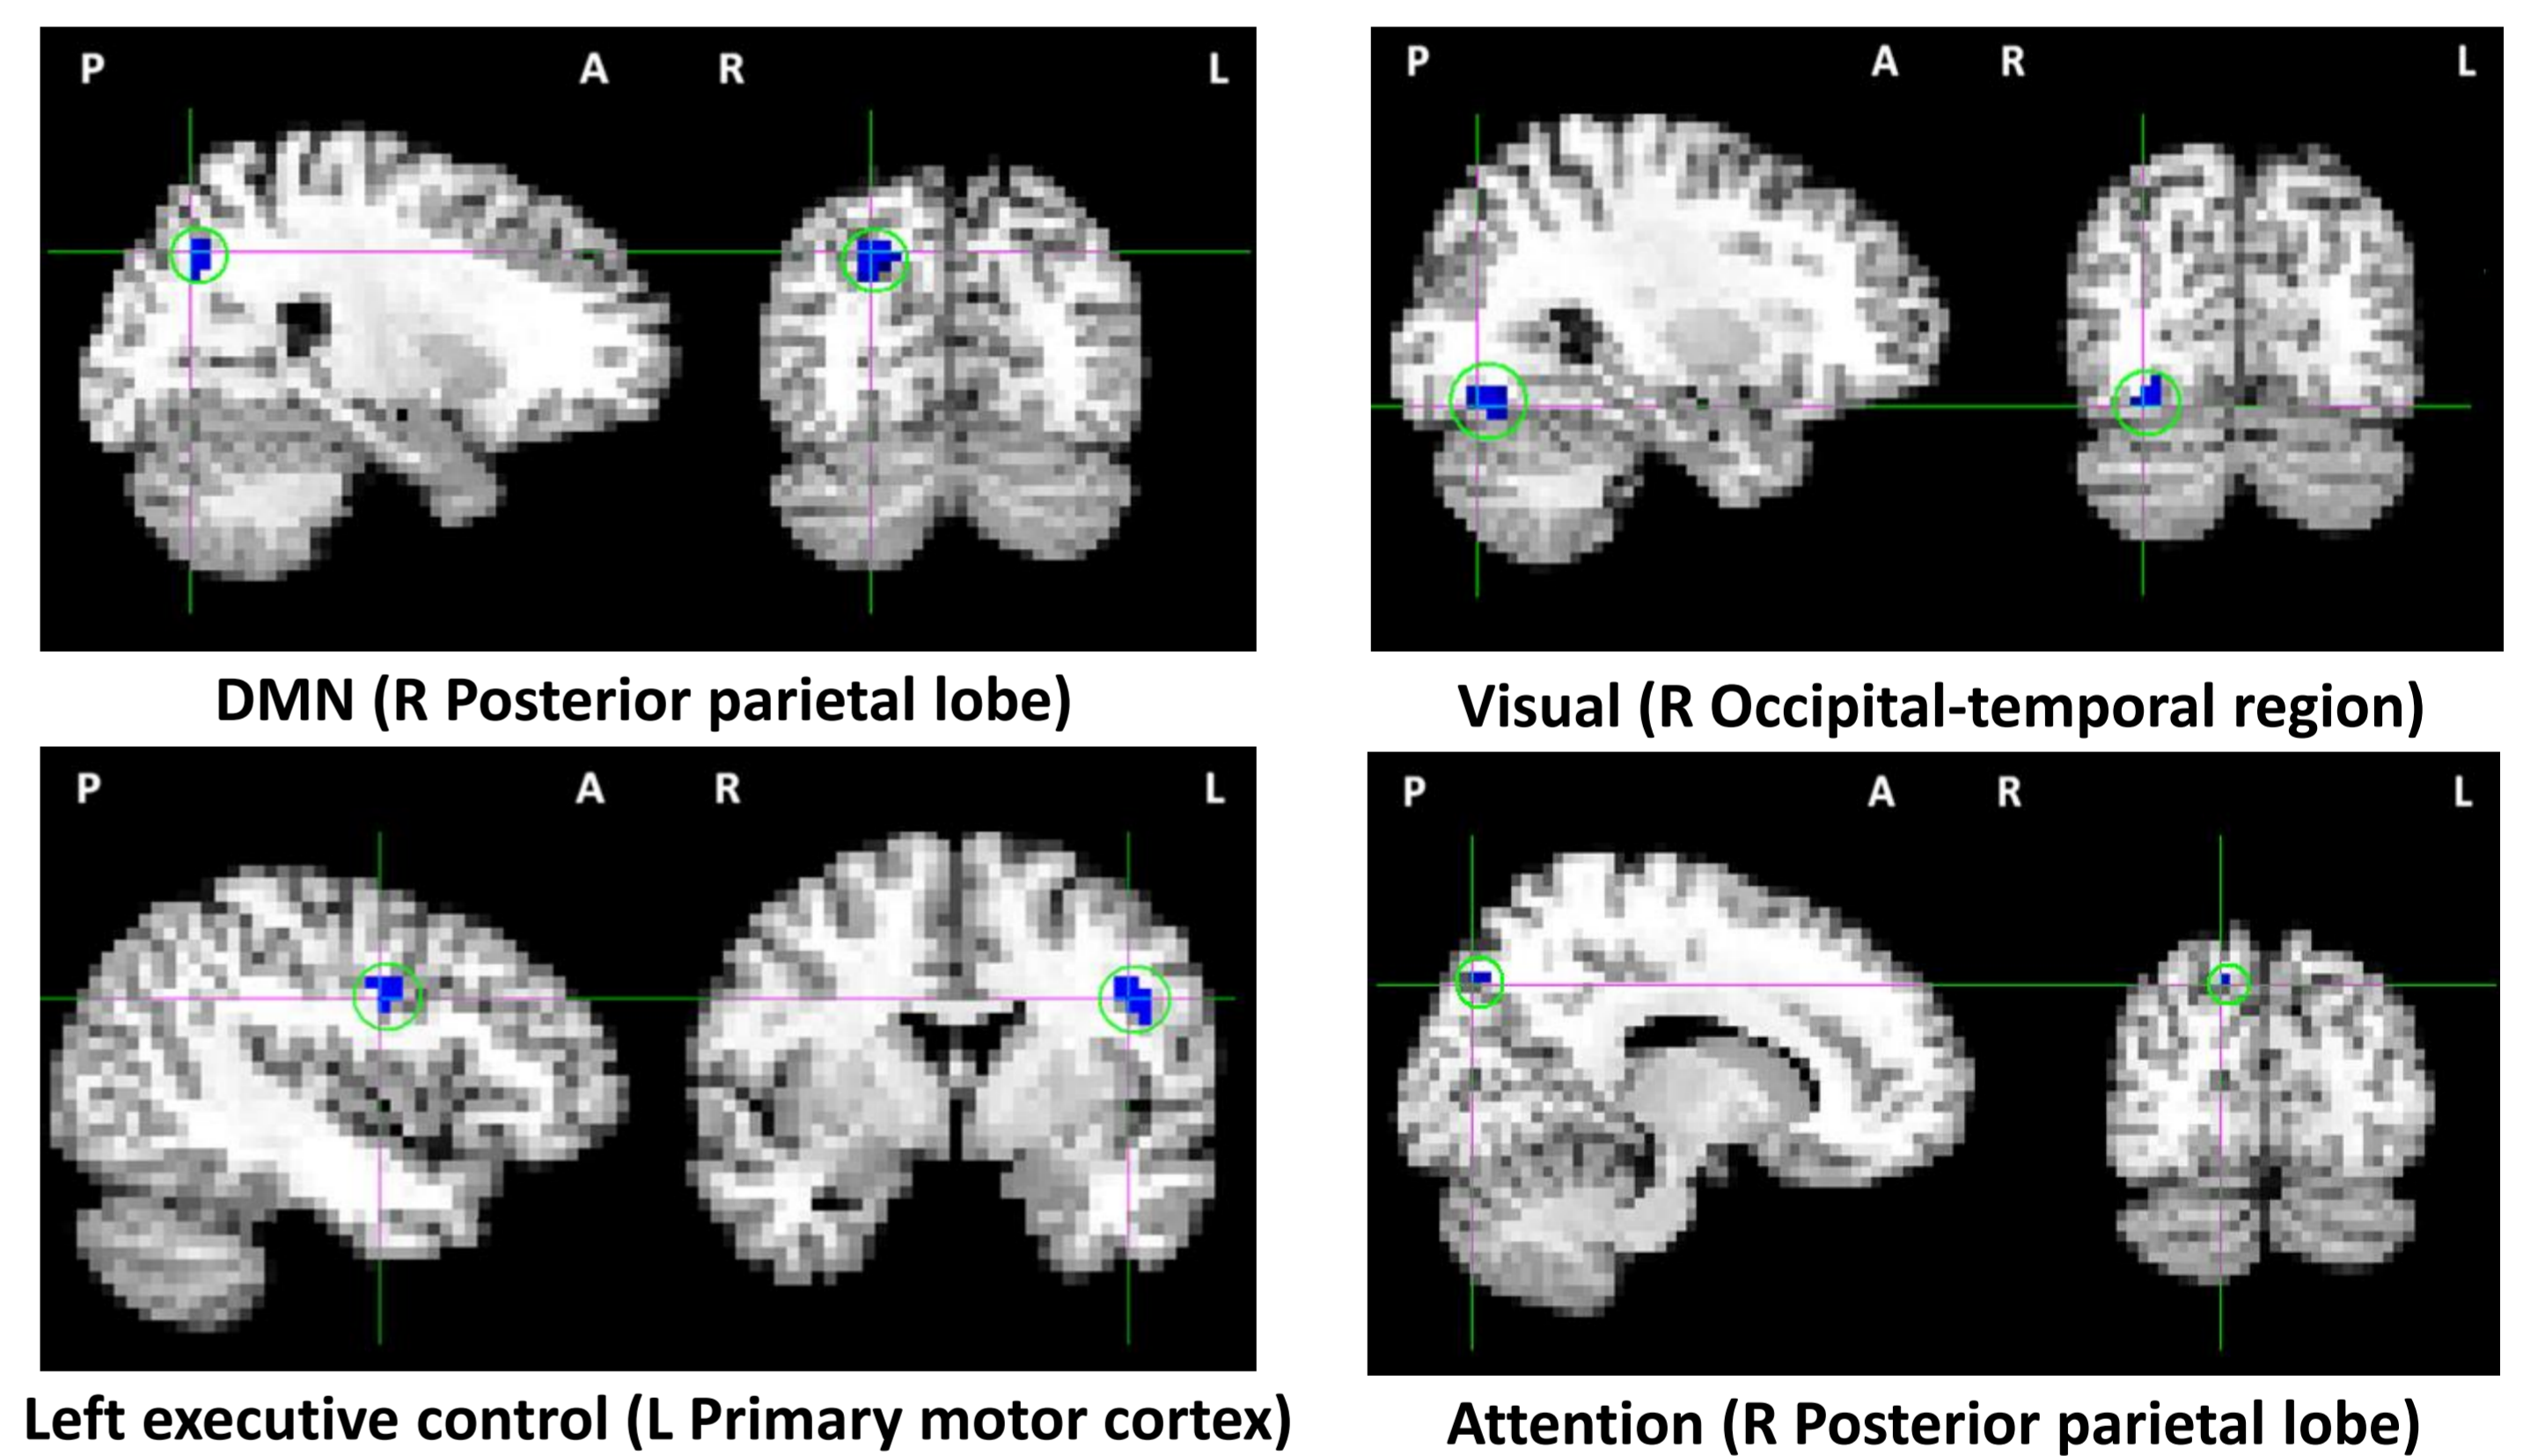 P A R L
P A R L
DMN (R Posterior parietal lobe)
Visual (R Occipital-temporal region)
P A R L
P A R L
Left executive control (L Primary motor cortex)
Attention (R Posterior parietal lobe)